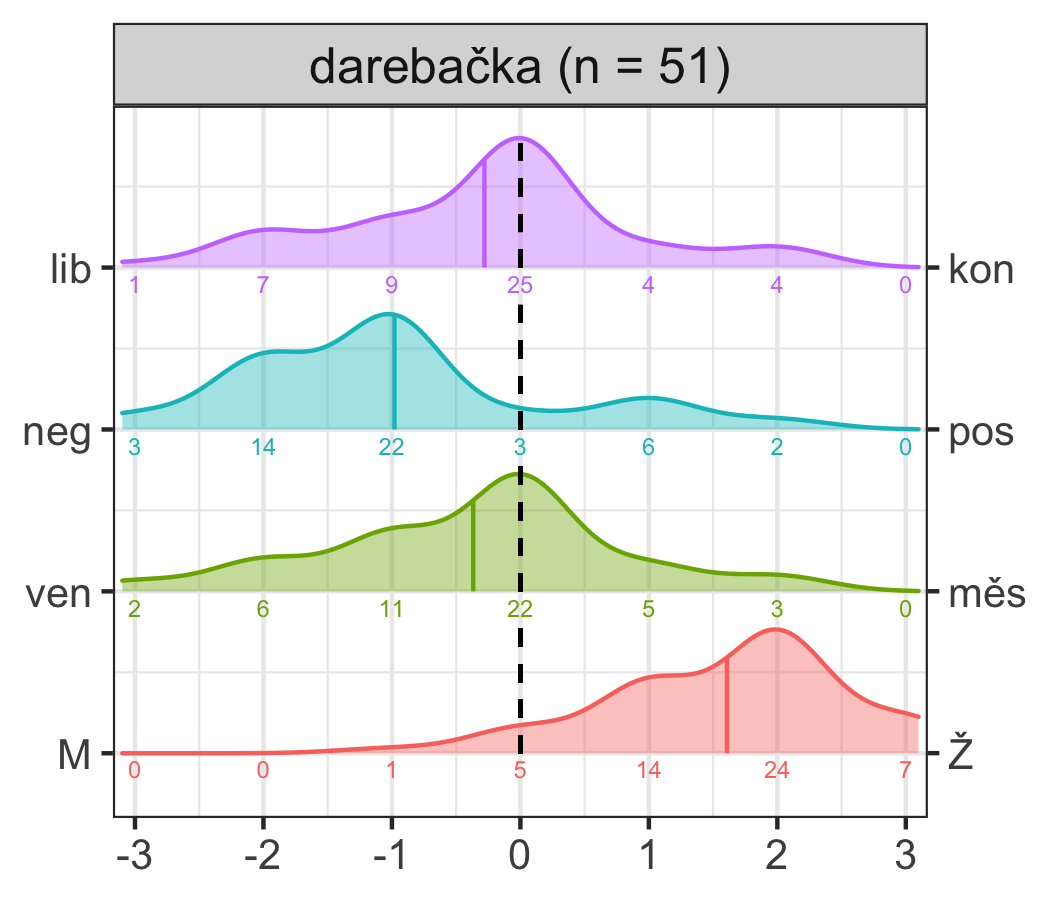 darebačka (n = 51)
lib kon
1 7 9 25 4 4 0
neg pos
3 14 22 3 6 2 0
ven měs
2 6 11 22 5 3 0
M Ž
0 0 1 5 14 24 7
-3 -2 -1 0 1 2 3